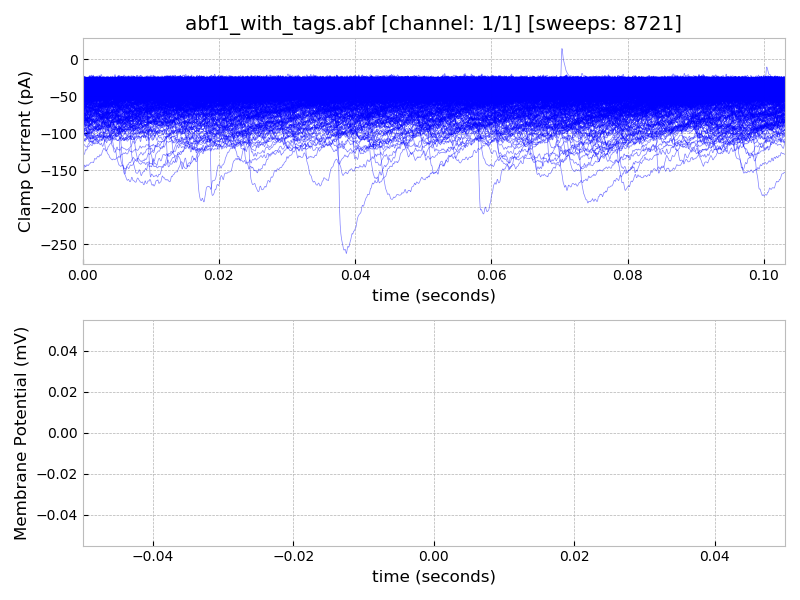 abf1_with_tags.abf [channel: 1/1] [sweeps: 8721]
Clamp Current (pA)
0
−50
−100
−150
−200
−250
0.00 0.02 0.04 0.06 0.08 0.10
time (seconds)
Membrane Potential (mV)
0.04
0.02
0.00
−0.02
−0.04
−0.04 −0.02 0.00 0.02 0.04
time (seconds)